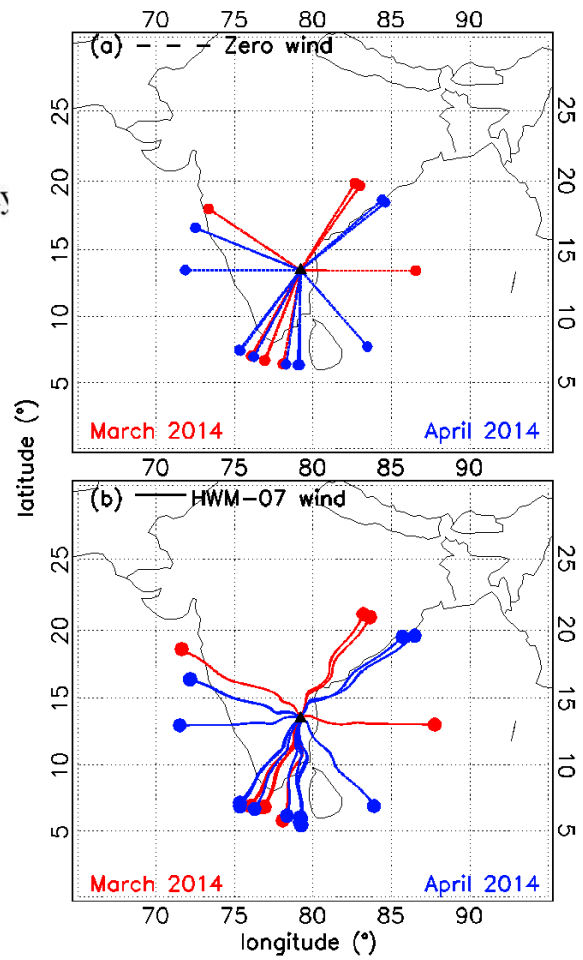 70 75 80 85 90
(a) – – – – Zero wind
25 25
20 20
y
15 15
10 10
5 5
March 2014 April 2014
70 75 80 85 90
latitude (°)
(b) HWM-07 wind
25 25
20 20
15 15
10 10
5 5
March 2014 April 2014
70 75 80 85 90
longitude (°)